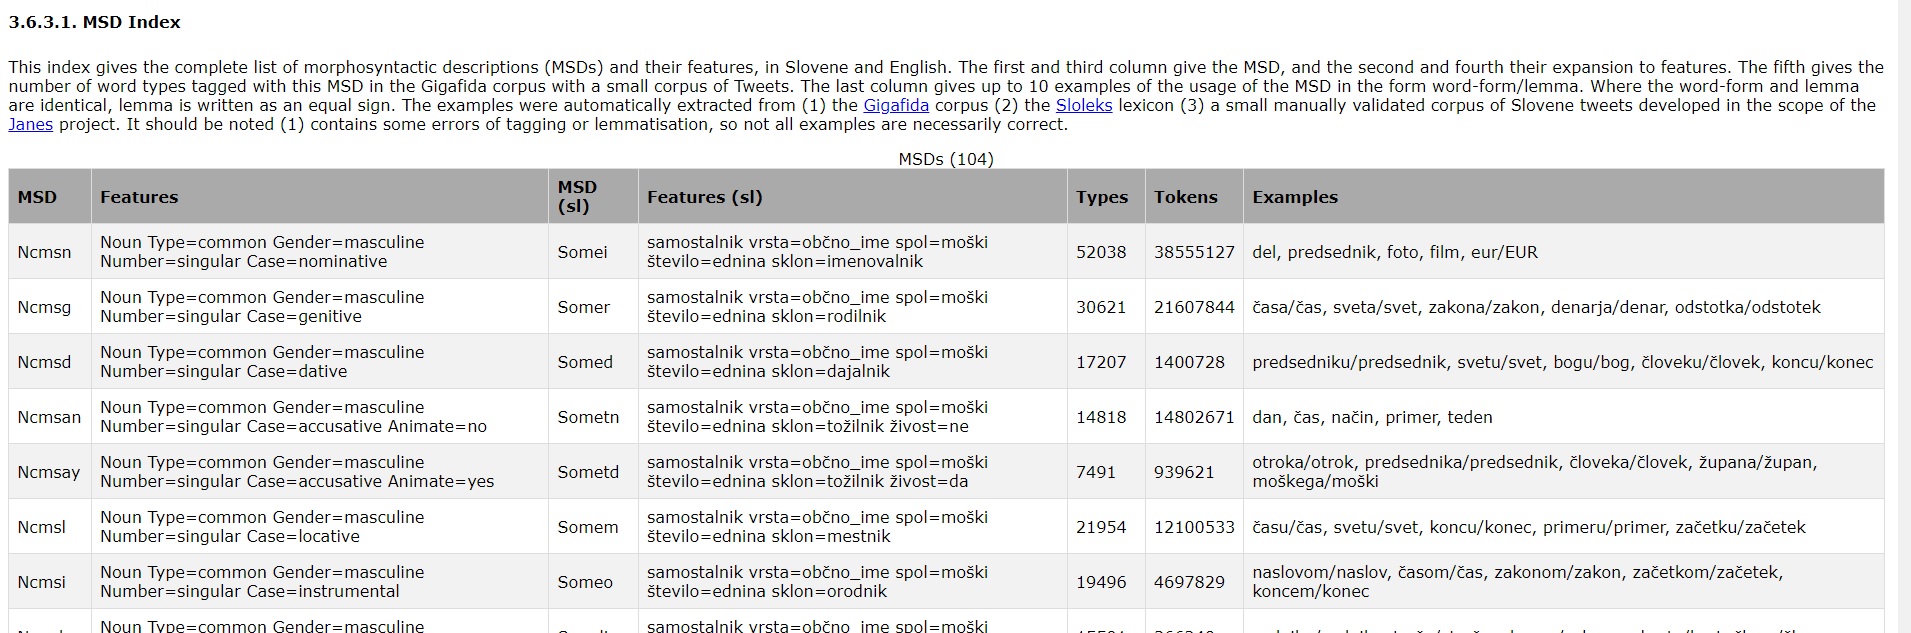 3.6.3.1. MSD Index
This index gives the complete list of morphosyntactic descriptions (MSDs) and their features, in Slovene and English. The first and third column give the MSD, and the second and fourth their expansion to features. The fifth gives the
number of word types tagged with this MSD in the Gigafida corpus with a small corpus of Tweets. The last column gives up to 10 examples of the usage of the MSD in the form word-form/lemma. Where the word-form and lemma
are identical, lemma is written as an equal sign. The examples were automatically extracted from (1) the Gigafida corpus (2) the Sloleks lexicon (3) a small manually validated corpus of Slovene tweets developed in the scope of the
Janes project. It should be noted (1) contains some errors of tagging or lemmatisation, so not all examples are necessarily correct.
MSDs (104)
MSD Features MSD (sl) Features (sl) Types Tokens Examples
Ncmsn Noun Type=common Gender=masculine Number=singular Case=nominative Somei samostalnik vrsta=občno_ime spol=moški število=ednina sklon=imenovalnik 52038 38555127 del, predsednik, foto, film, eur/EUR
Ncmsg Noun Type=common Gender=masculine Number=singular Case=genitive Somer samostalnik vrsta=občno_ime spol=moški število=ednina sklon=rodilnik 30621 21607844 časa/čas, sveta/svet, zakona/zakon, denarja/denar, odstotka/odstotek
Ncmsd Noun Type=common Gender=masculine Number=singular Case=dative Somed samostalnik vrsta=občno_ime spol=moški število=ednina sklon=dajalnik 17207 1400728 predsedniku/predsednik, svetu/svet, bogu/bog, človeku/človek, koncu/konec
Ncmsan Noun Type=common Gender=masculine Number=singular Case=accusative Animate=no Sometn samostalnik vrsta=občno_ime spol=moški število=ednina sklon=tožilnik živost=ne 14818 14802671 dan, čas, način, primer, teden
Ncmsay Noun Type=common Gender=masculine Number=singular Case=accusative Animate=yes Sometd samostalnik vrsta=občno_ime spol=moški število=ednina sklon=tožilnik živost=da 7491 939621 otroka/otrok, predsednika/predsednik, človeka/človek, župana/župan, moškega/moški
Ncmsl Noun Type=common Gender=masculine Number=singular Case=locative Somem samostalnik vrsta=občno_ime spol=moški število=ednina sklon=mestnik 21954 12100533 času/čas, svetu/svet, koncu/konec, primeru/primer, začetku/začetek
Ncmsi Noun Type=common Gender=masculine Number=singular Case=instrumental Someo samostalnik vrsta=občno_ime spol=moški število=ednina sklon=orodnik 19496 4697829 naslovom/naslov, časom/čas, zakonom/zakon, začetkom/začetek, koncem/konec
Noun Type=common Gender=masculine samostalnik vrsta=občno_ime spol=moški